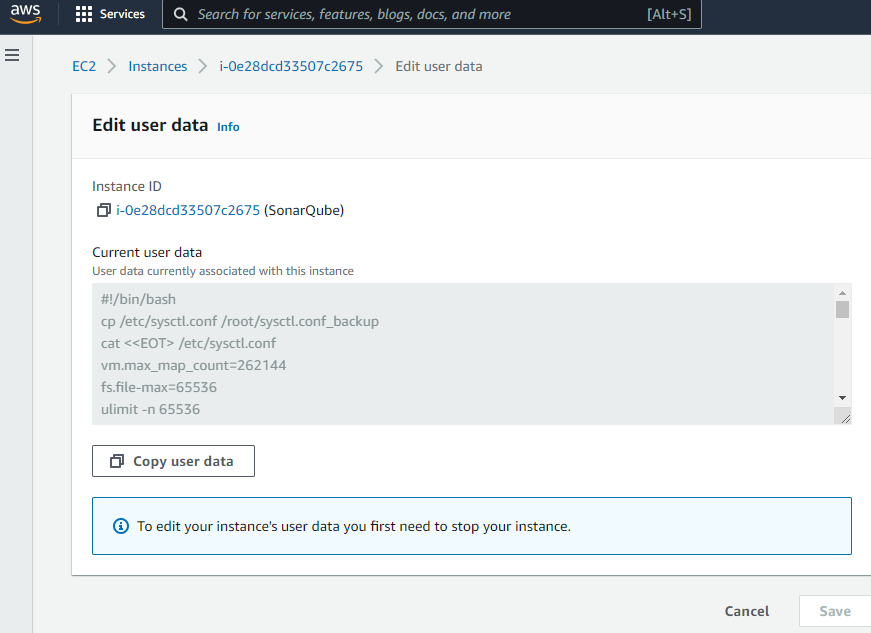 aws
Services
Search for services, features, blogs, docs, and more
[Alt+S]
EC2 > Instances > i-0e28dcd33507c2675 > Edit user data
Edit user data Info
Instance ID
i-0e28dcd33507c2675 (SonarQube)
Current user data
User data currently associated with this instance
#!/bin/bash
cp /etc/sysctl.conf /root/sysctl.conf_backup
cat <<EOT> /etc/sysctl.conf
vm.max_map_count=262144
fs.file-max=65536
ulimit -n 65536
Copy user data
To edit your instance's user data you first need to stop your instance.
Cancel
Save